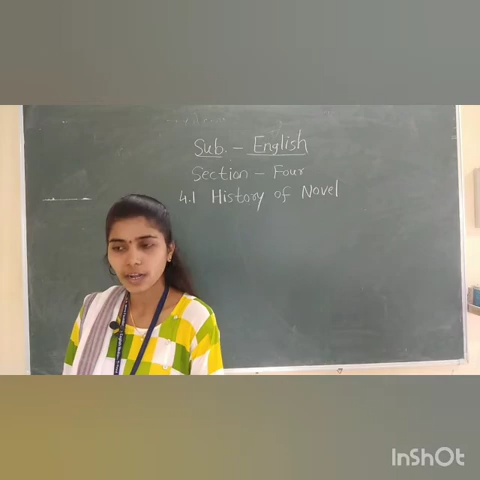 Sub. - English
Section - Four
4.1 History of Novel
InShOt